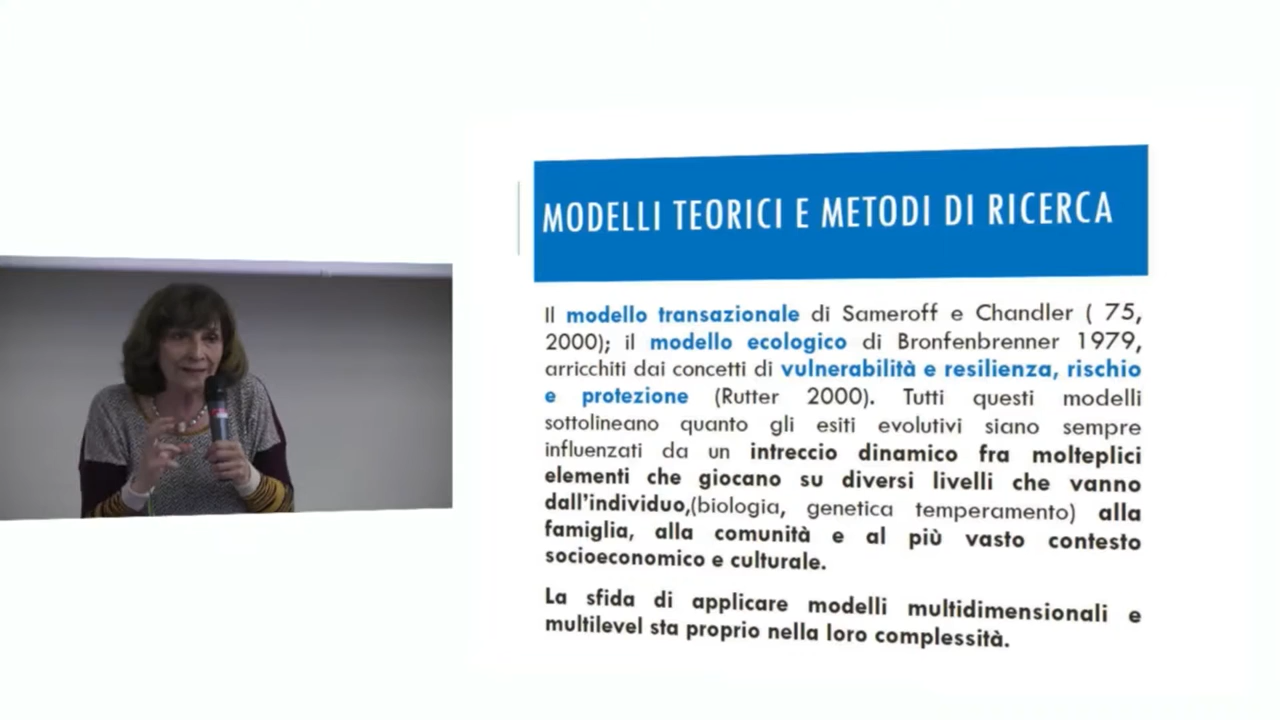 MODELLI TEORICI E METODI DI RICERCA
Il modello transazionale di Sameroff e Chandler ( 75,
2000); il modello ecologico di Bronfenbrenner 1979,
arricchiti dai concetti di vulnerabilità e resilienza, rischio
e protezione (Rutter 2000). Tutti questi modelli
sottolineano quanto gli esiti evolutivi siano sempre
influenzati da un intreccio dinamico fra molteplici
elementi che giocano su diversi livelli che vanno
dall'individuo,(biologia, genetica temperamento) alla
famiglia, alla comunità e al più vasto contesto
socioeconomico e culturale.
La sfida di applicare modelli multidimensionali e
multilevel sta proprio nella loro complessità.